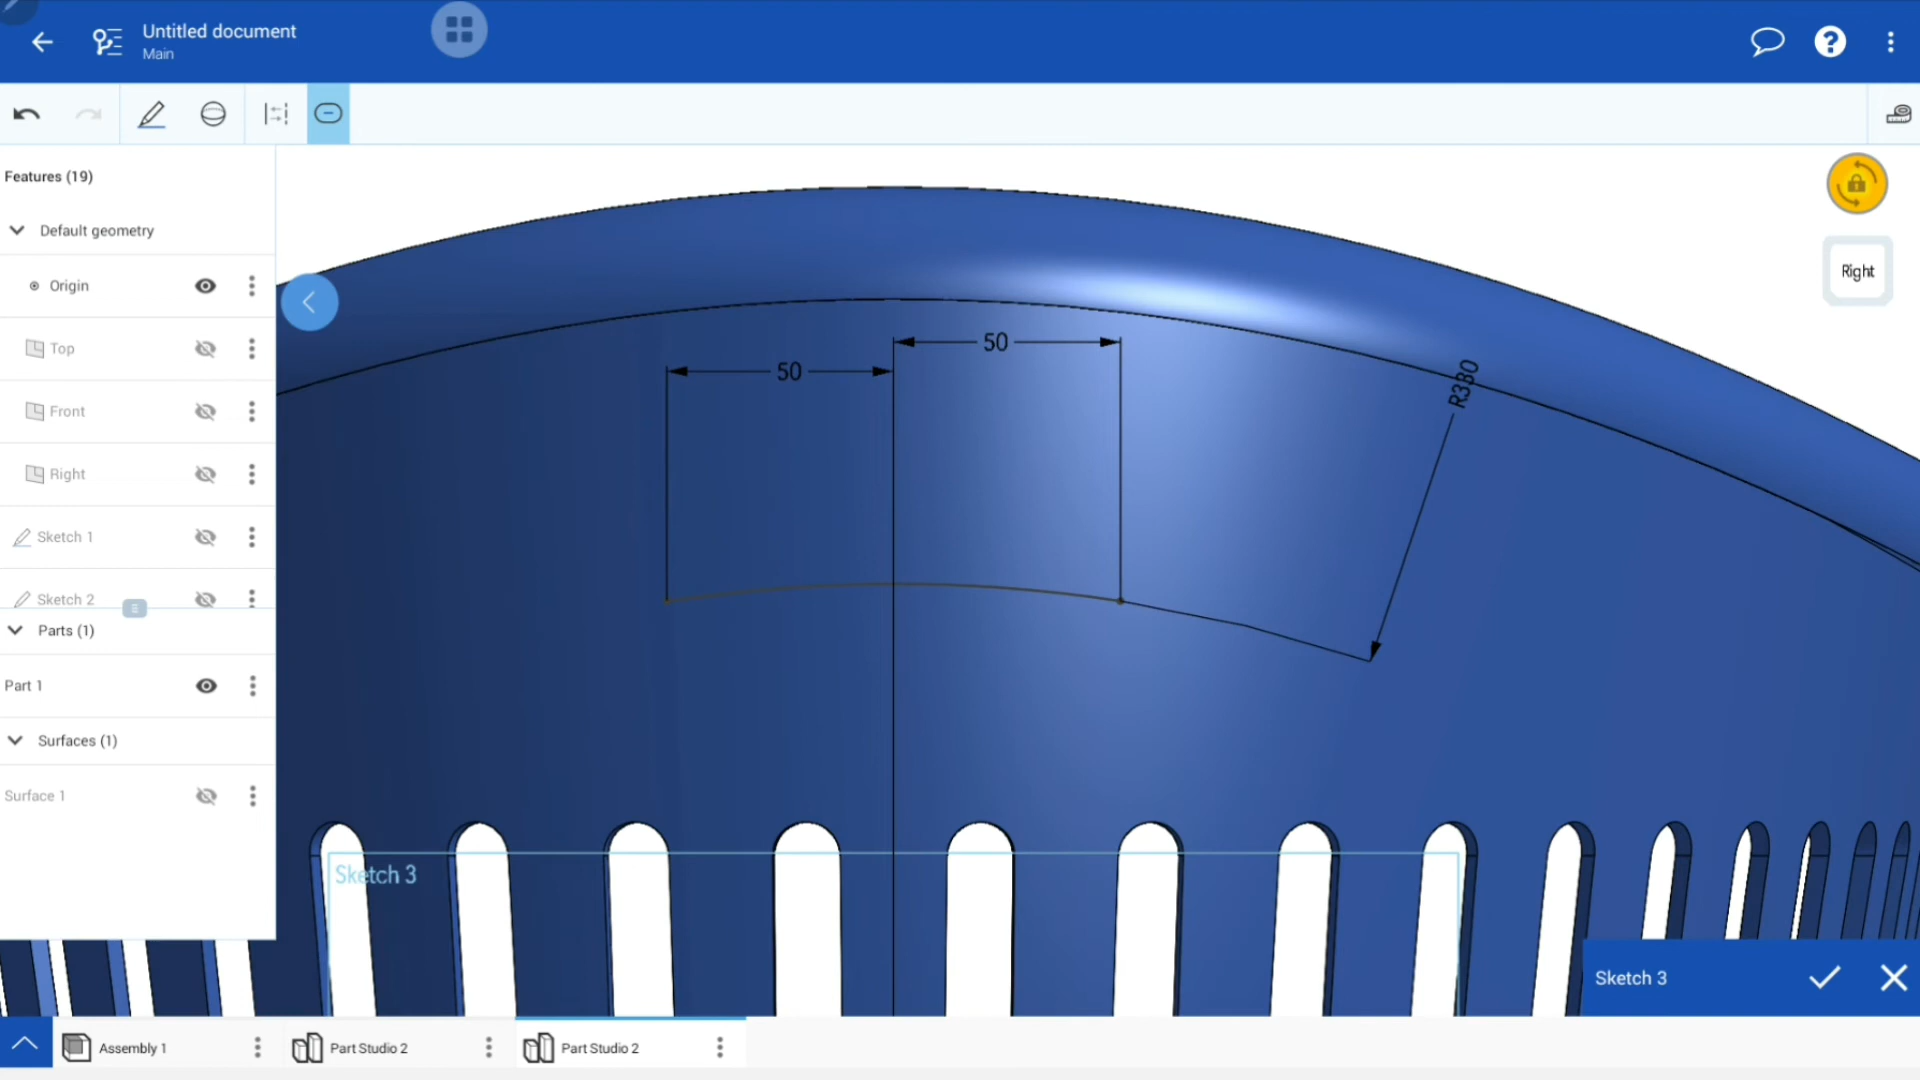 Untitled document
Main
Features (19)
Default geometry
Origin
Top
Front
Right
Sketch 1
Sketch 2
Parts (1)
Part 1
Surfaces (1)
Surface 1
Right
50
50
R330
Sketch 3
Sketch 3
Assembly 1
Part Studio 2
Part Studio 2